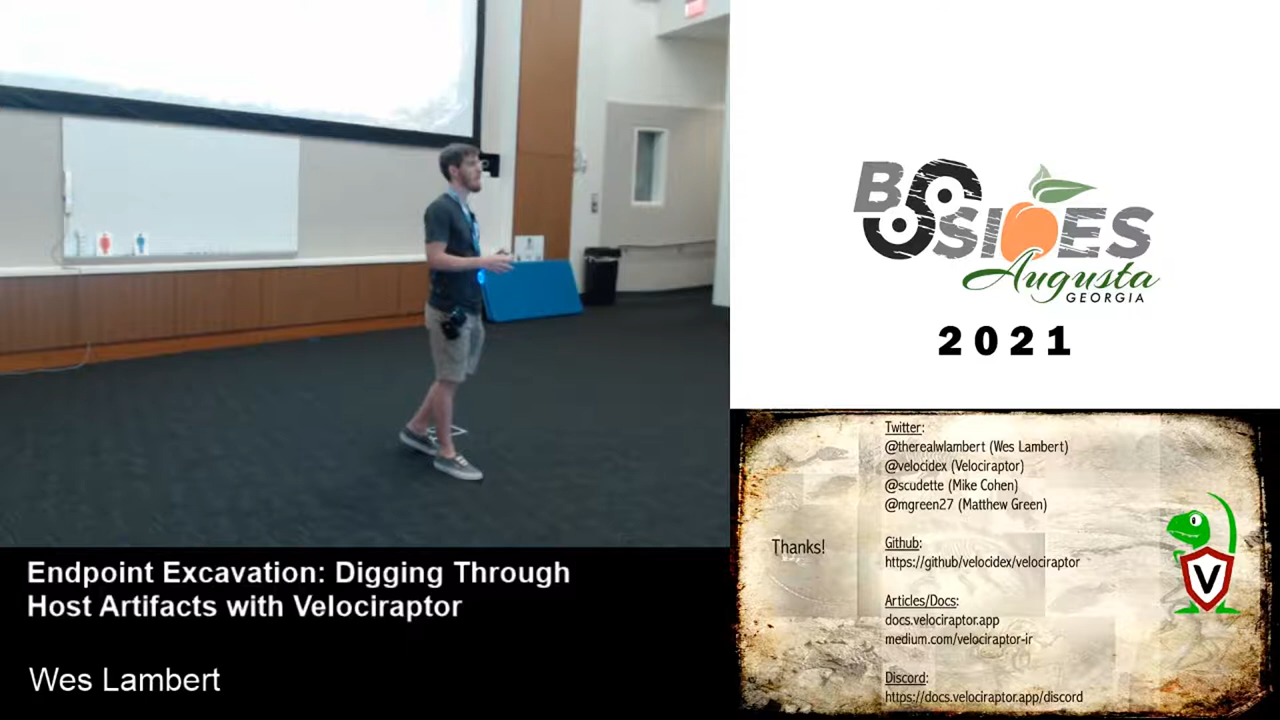 BSIDES
Augusta
GEORGIA
2021
Twitter:
@therealwlambert (Wes Lambert)
@velocidex (Velociraptor)
@scudette (Mike Cohen)
@mgreen27 (Matthew Green)
Thanks!
Github:
https://github/velocidex/velociraptor
Articles/Docs:
docs.velociraptor.app
medium.com/velociraptor-ir
Discord:
https://docs.velociraptor.app/discord
V
Endpoint Excavation: Digging Through
Host Artifacts with Velociraptor
Wes Lambert